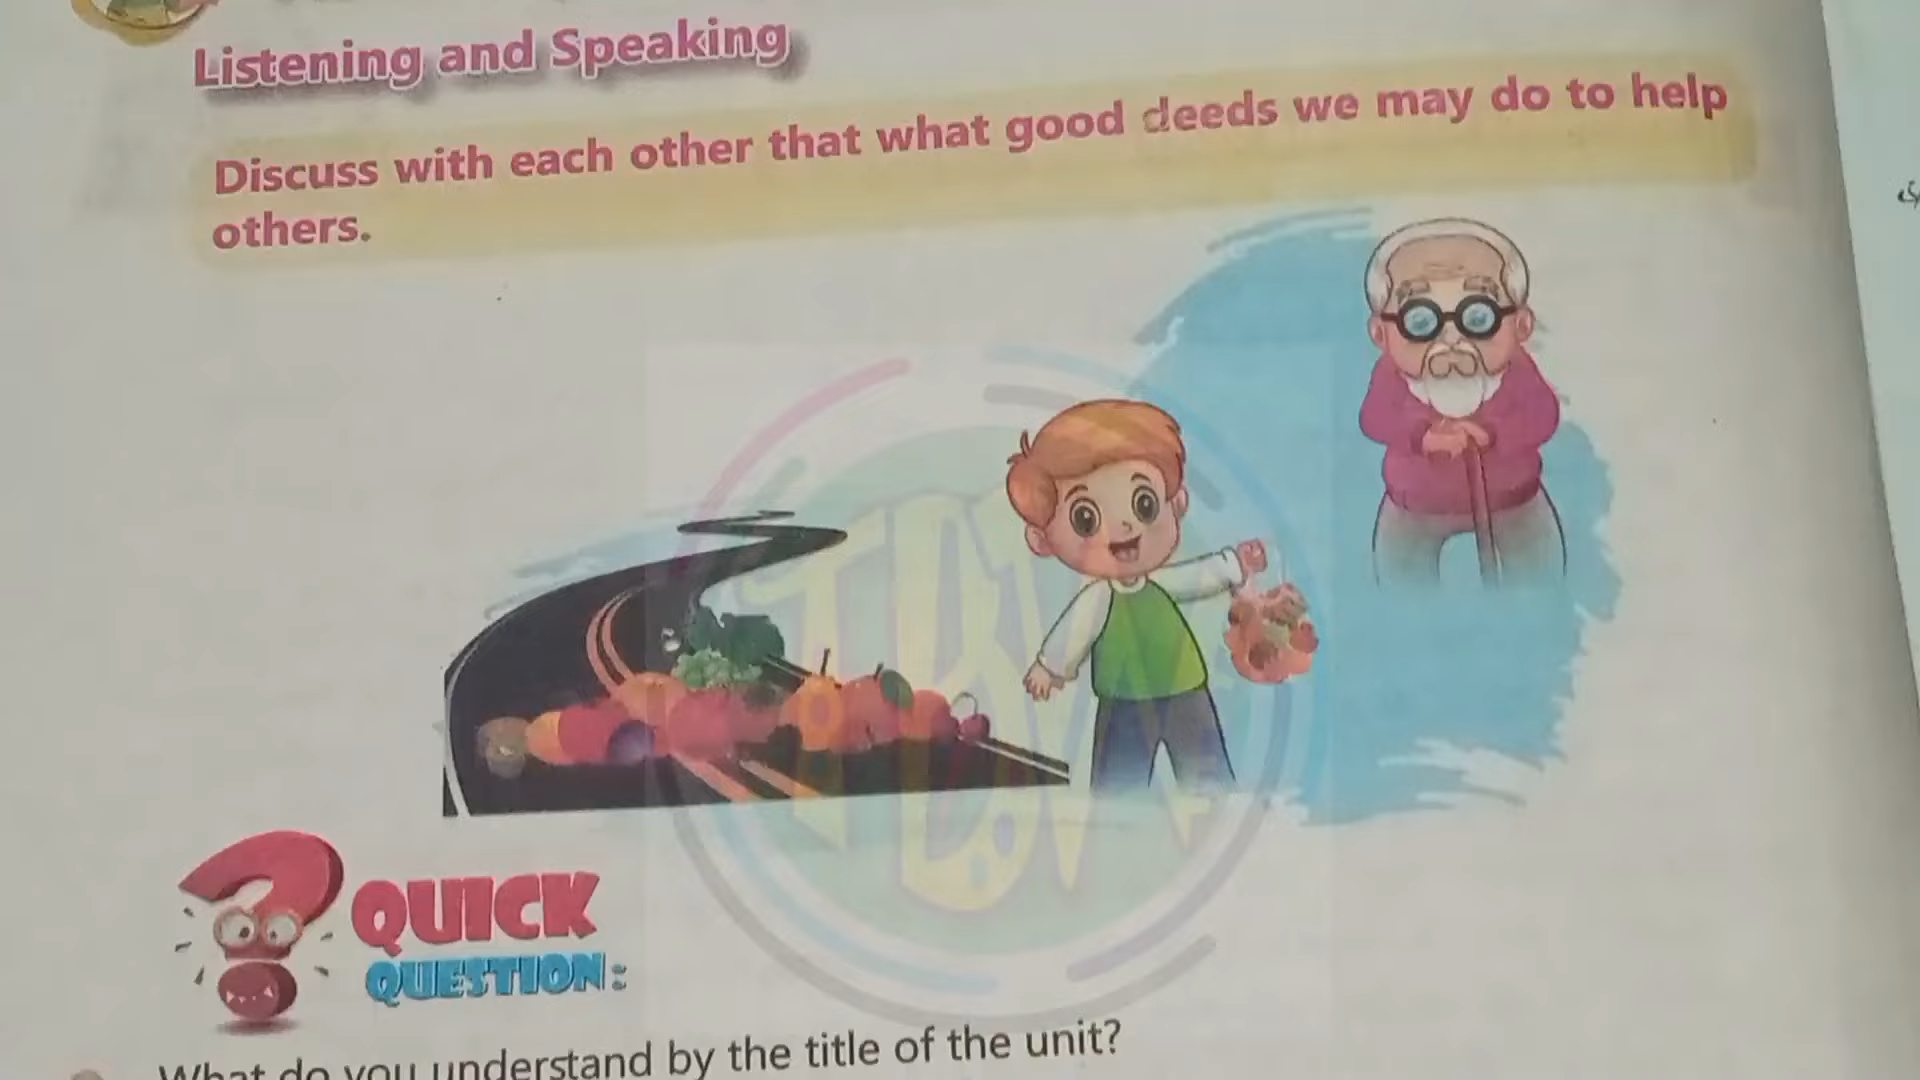 Listening and Speaking
Discuss with each other that what good deeds we may do to help
others.
TBW
QUICK
QUESTION:
What do you understand by the title of the unit?